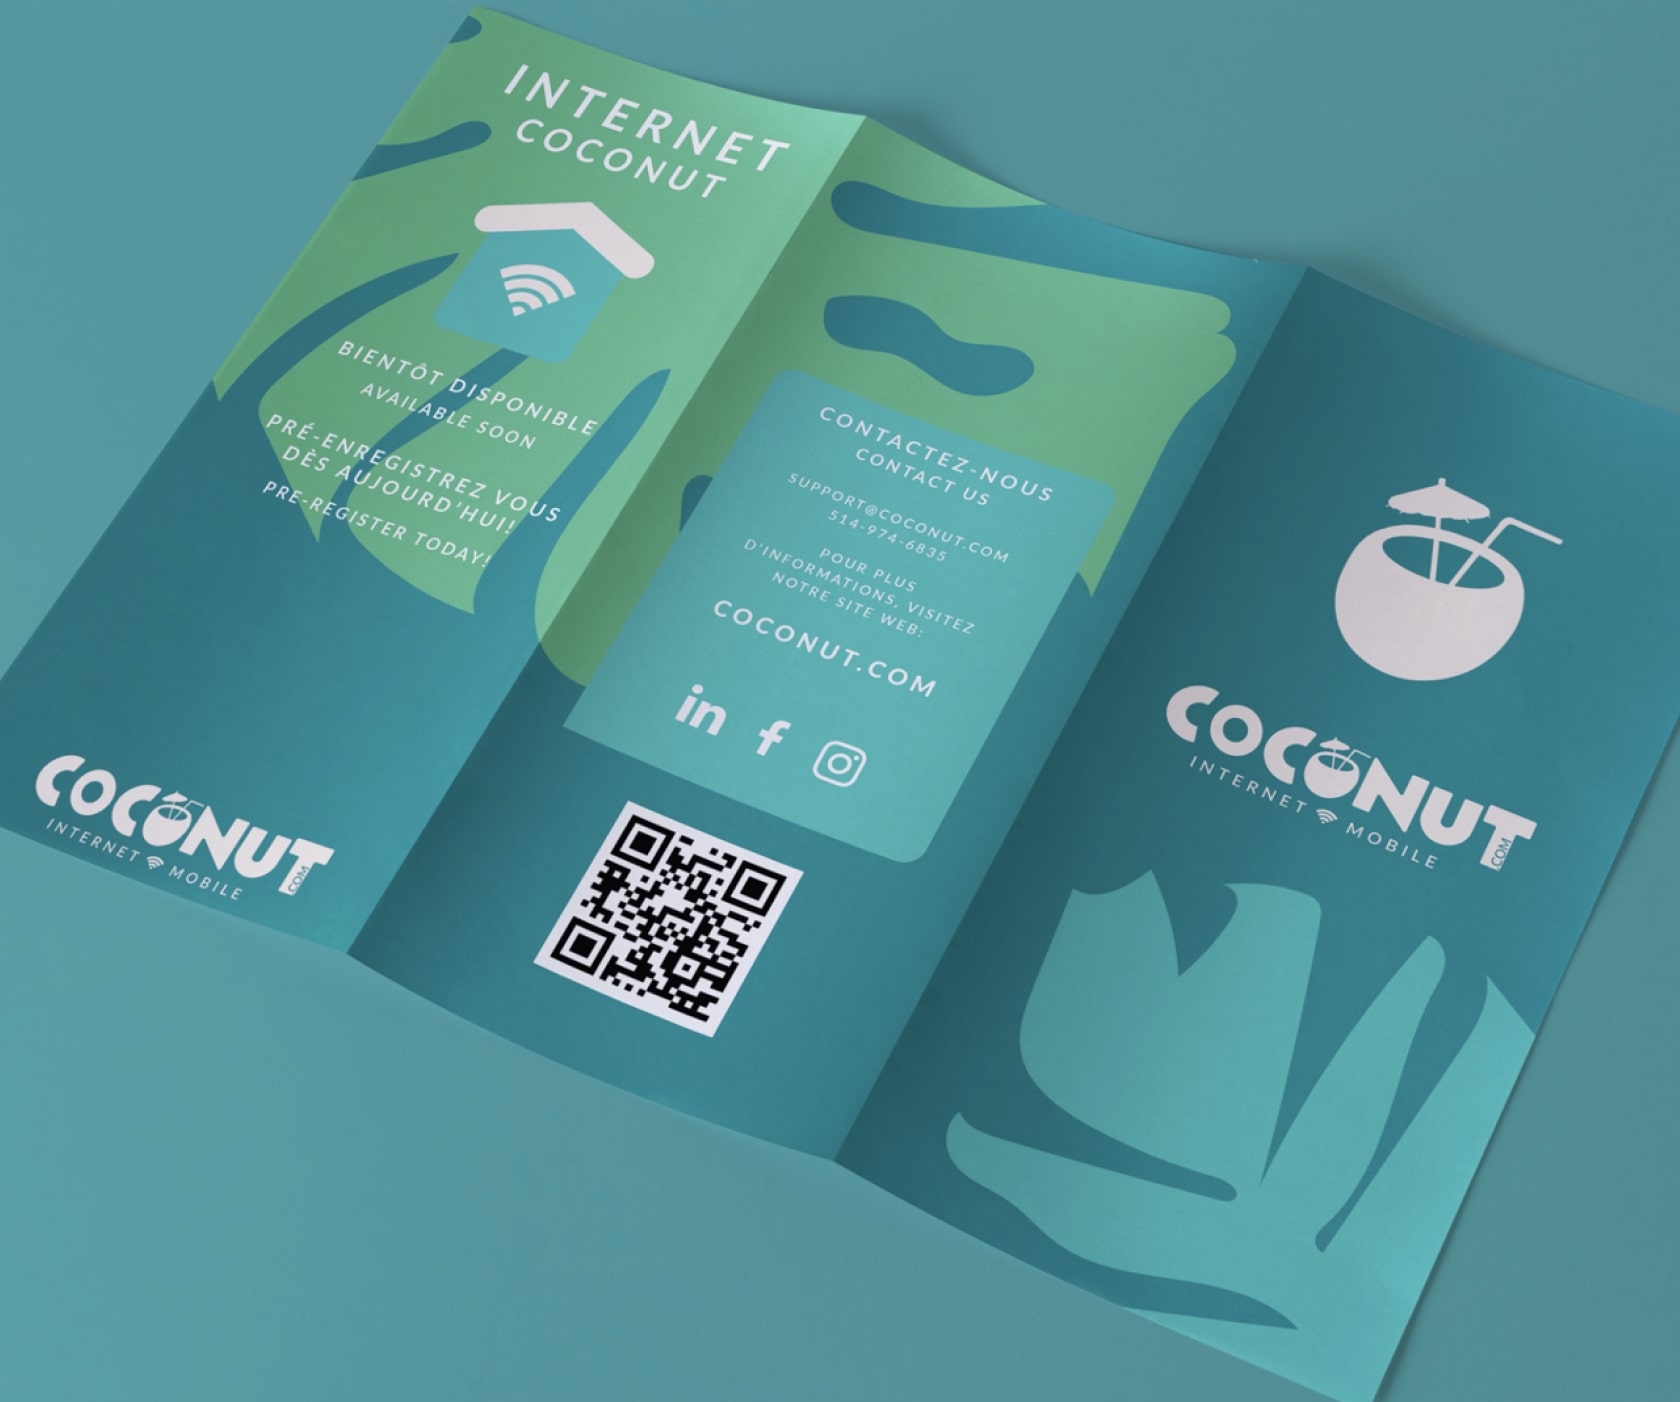 INTERNET
COCONUT
BIENTÔT DISPONIBLE
AVAILABLE SOON
PRÉ-ENREGISTREZ VOUS
DÈS AUJOURD'HUI!
PRE-REGISTER TODAY!
COCONUT.COM
INTERNET MOBILE
CONTACTEZ-NOUS
CONTACT US
SUPPORT@COCONUT.COM
514-974-6835
POUR PLUS
D'INFORMATIONS, VISITEZ
NOTRE SITE WEB:
COCONUT.COM
in f
COCONUT.COM
INTERNET MOBILE